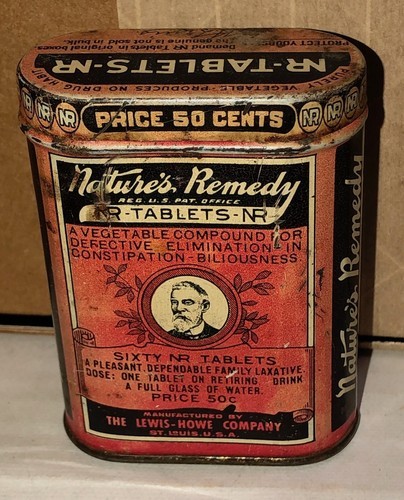 PROTECT YOURSELF
Demand NR Tablets in original boxes
The genuine is not sold in bulk.
NR-TABLETS-NR
VEGETABLE-PRODUCES NO DRUG HABIT
NR NR NR PRICE 50 CENTS NR NR NR
Nature's Remedy
REG. U.S. PAT. OFFICE
NR-TABLETS-NR
A VEGETABLE COMPOUND FOR
DEFECTIVE ELIMINATION IN
CONSTIPATION-BILIOUSNESS
SIXTY NR TABLETS
A PLEASANT, DEPENDABLE FAMILY LAXATIVE.
DOSE: ONE TABLET ON RETIRING. DRINK
A FULL GLASS OF WATER.
PRICE 50¢
MANUFACTURED BY
THE LEWIS-HOWE COMPANY
ST. LOUIS. U.S.A.
Nature's Remedy